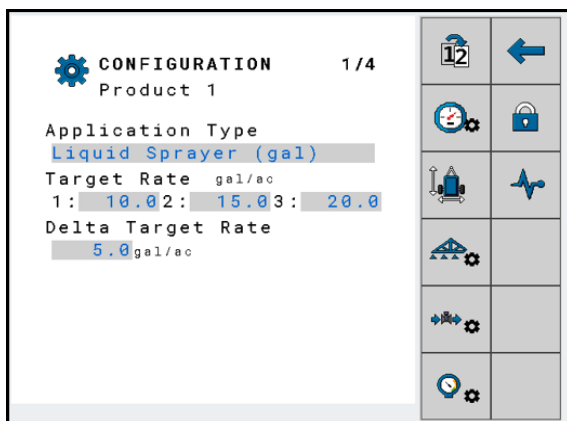 CONFIGURATION 1/4
Product 1
Application Type
Liquid Sprayer (gal)
Target Rate gal/ac
1: 10.0 2: 15.0 3: 20.0
Delta Target Rate
5.0 gal/ac
12